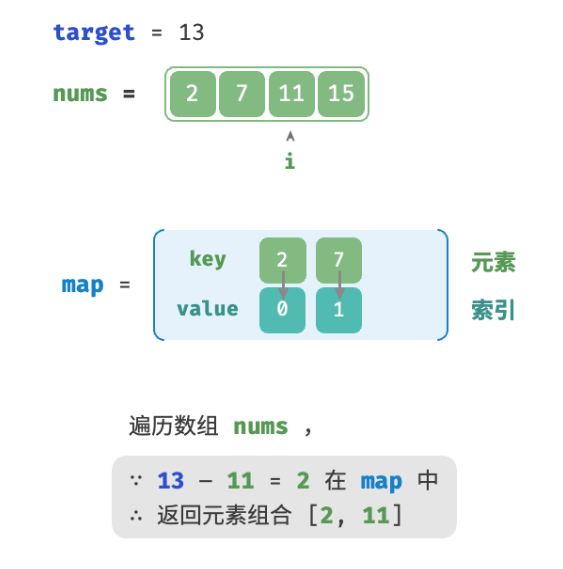 target = 13
nums = 2 7 11 15
i
key 2 7 元素
map =
value 0 1 索引
遍历数组 nums ，
∵ 13 − 11 = 2 在 map 中
∴ 返回元素组合 [2, 11]